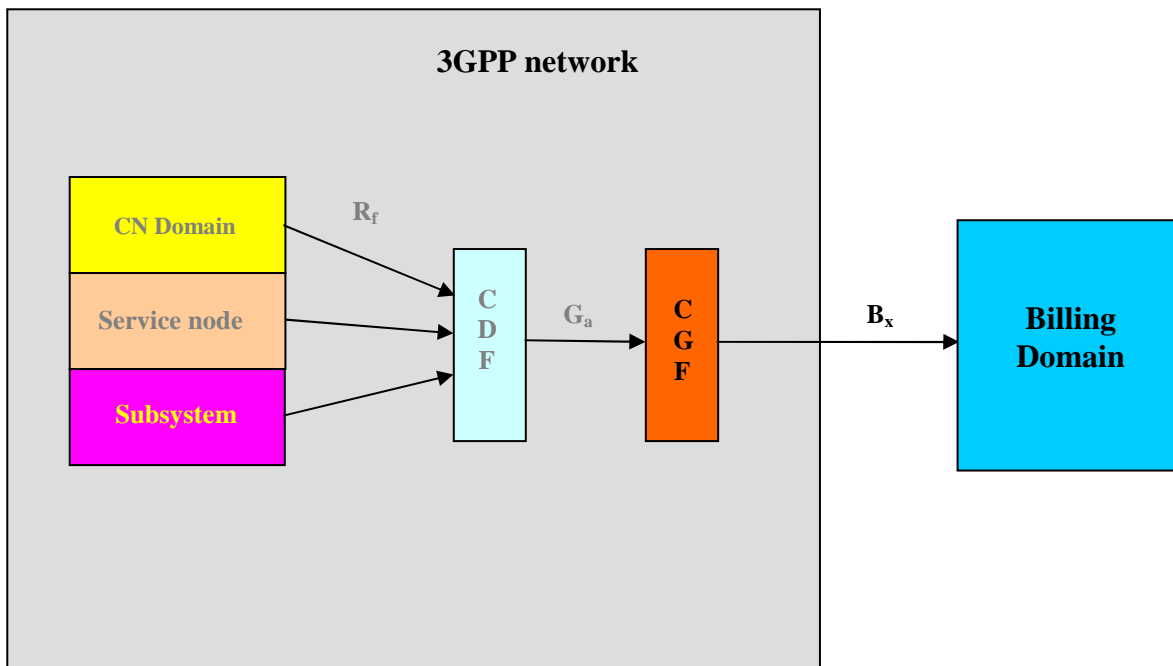 3GPP network
CN Domain
Service node
Subsystem
Rf
C
D
F
Ga
C
G
F
Bx
Billing
Domain